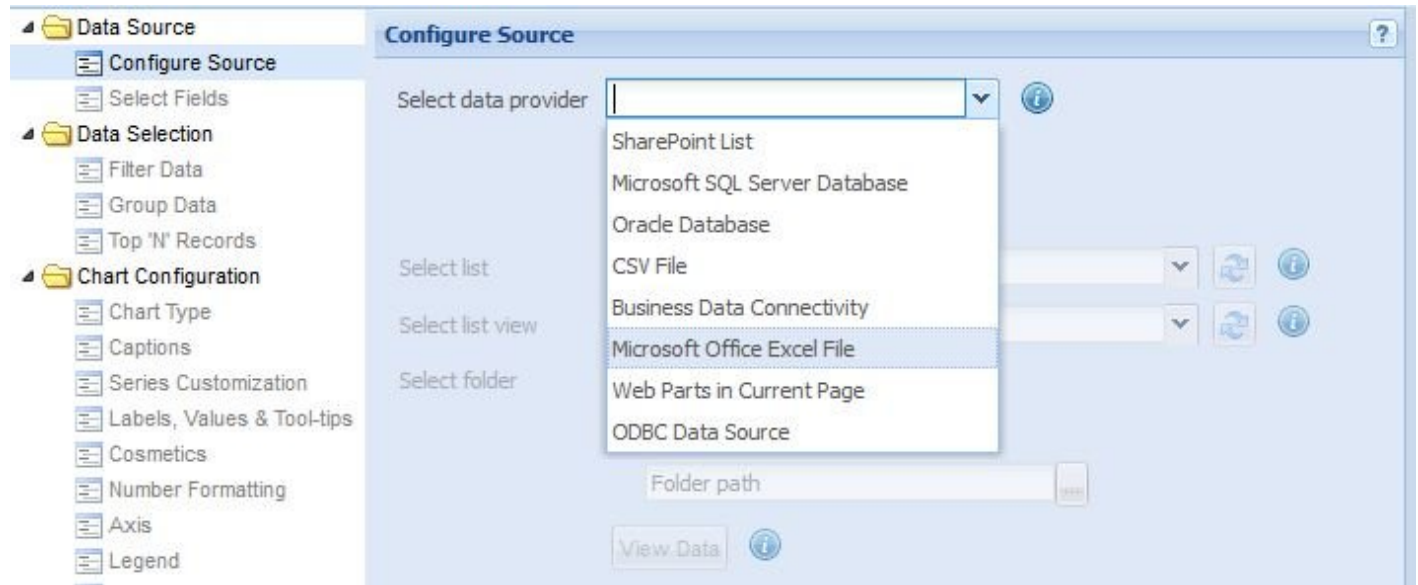 Data Source
Configure Source
Select Fields
Data Selection
Filter Data
Group Data
Top 'N' Records
Chart Configuration
Chart Type
Captions
Series Customization
Labels, Values & Tool-tips
Cosmetics
Number Formatting
Axis
Legend
Configure Source
?
Select data provider
SharePoint List
Microsoft SQL Server Database
Oracle Database
CSV File
Business Data Connectivity
Microsoft Office Excel File
Web Parts in Current Page
ODBC Data Source
Select list
Select list view
Select folder
Folder path
...
View Data